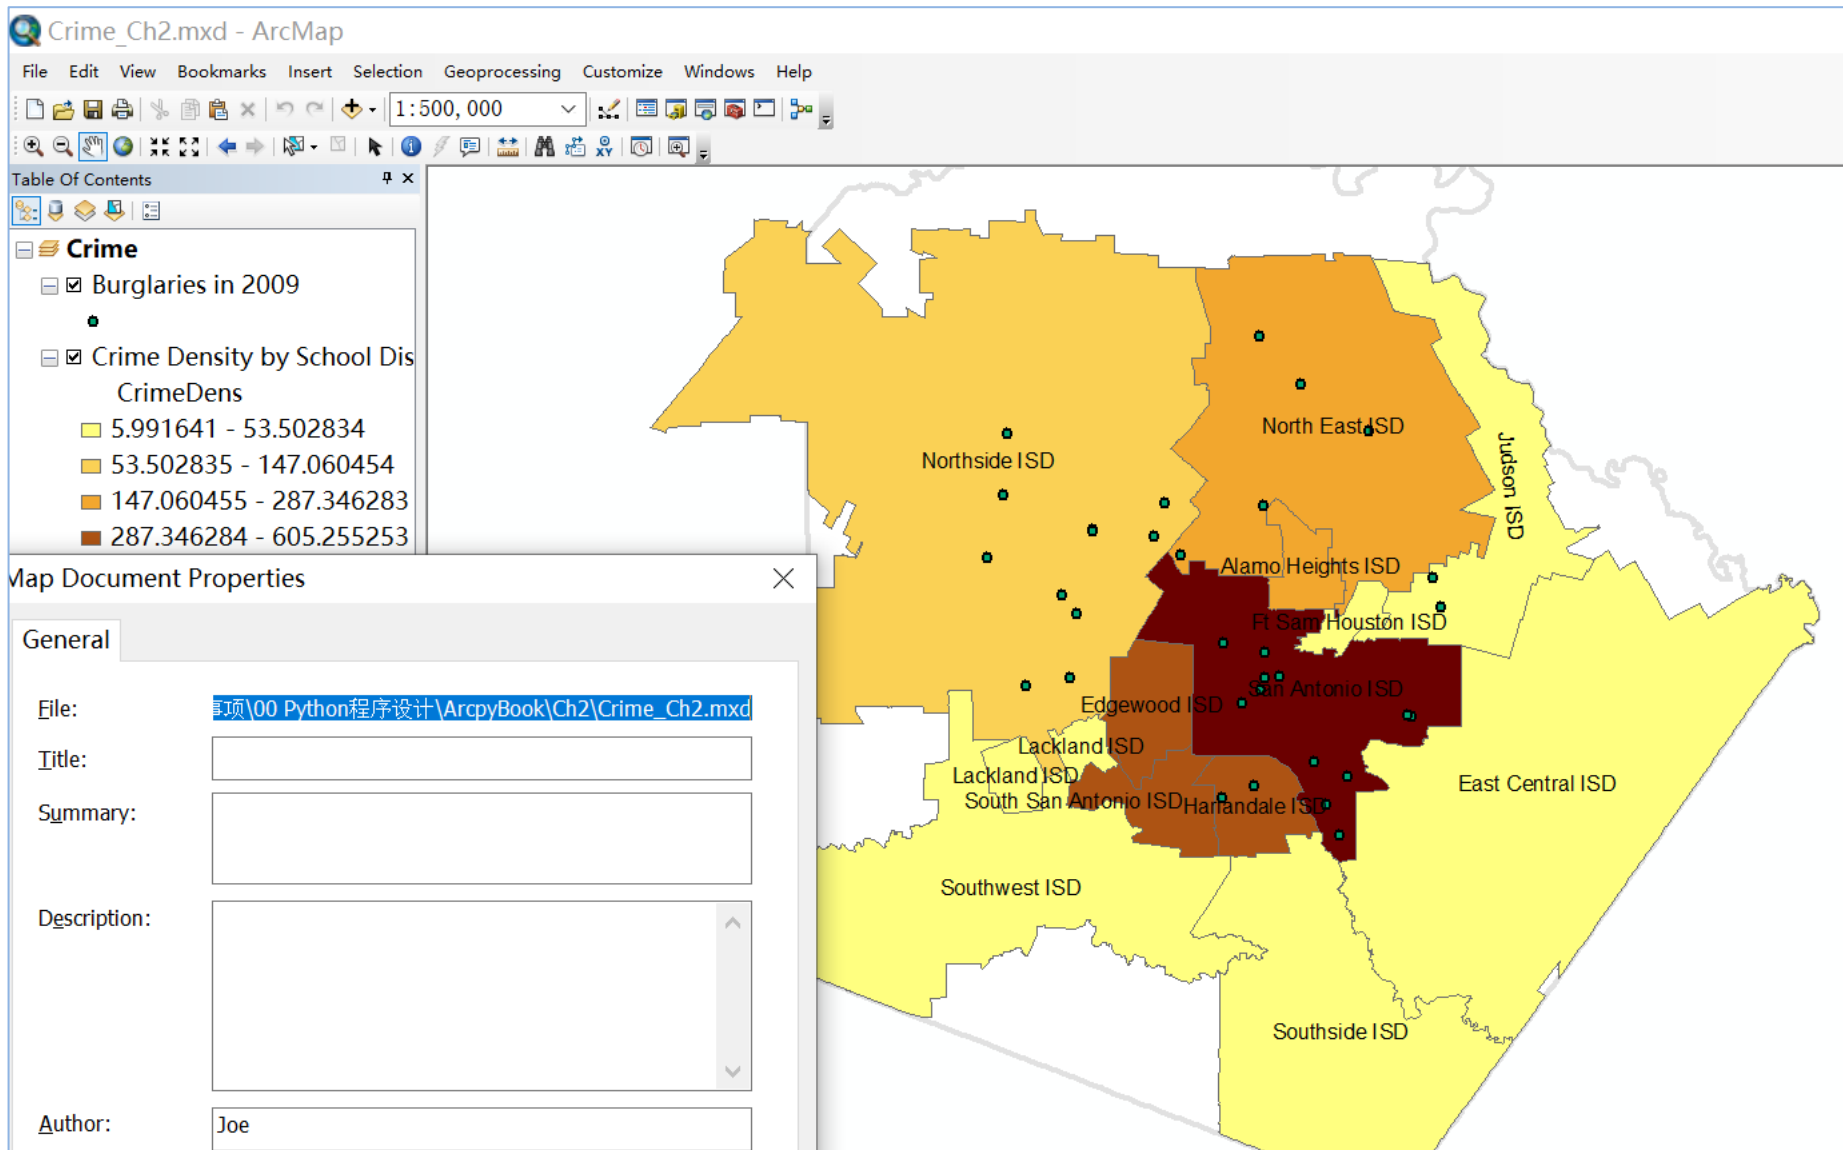 Crime_Ch2.mxd - ArcMap
File Edit View Bookmarks Insert Selection Geoprocessing Customize Windows Help
1:500,000
XY
Table Of Contents
Crime
Burglaries in 2009
Crime Density by School Dis
CrimeDens
5.991641 - 53.502834
53.502835 - 147.060454
147.060455 - 287.346283
287.346284 - 605.255253
Map Document Properties
General
File: 事项\00 Python程序设计\ArcpyBook\Ch2\Crime_Ch2.mxd
Title:
Summary:
Description:
Author: Joe
North East ISD
Northside ISD
Judson ISD
Alamo Heights ISD
Ft Sam Houston ISD
San Antonio ISD
Edgewood ISD
Lackland ISD
Lackland ISD
South San Antonio ISD
Harlandale ISD
East Central ISD
Southwest ISD
Southside ISD